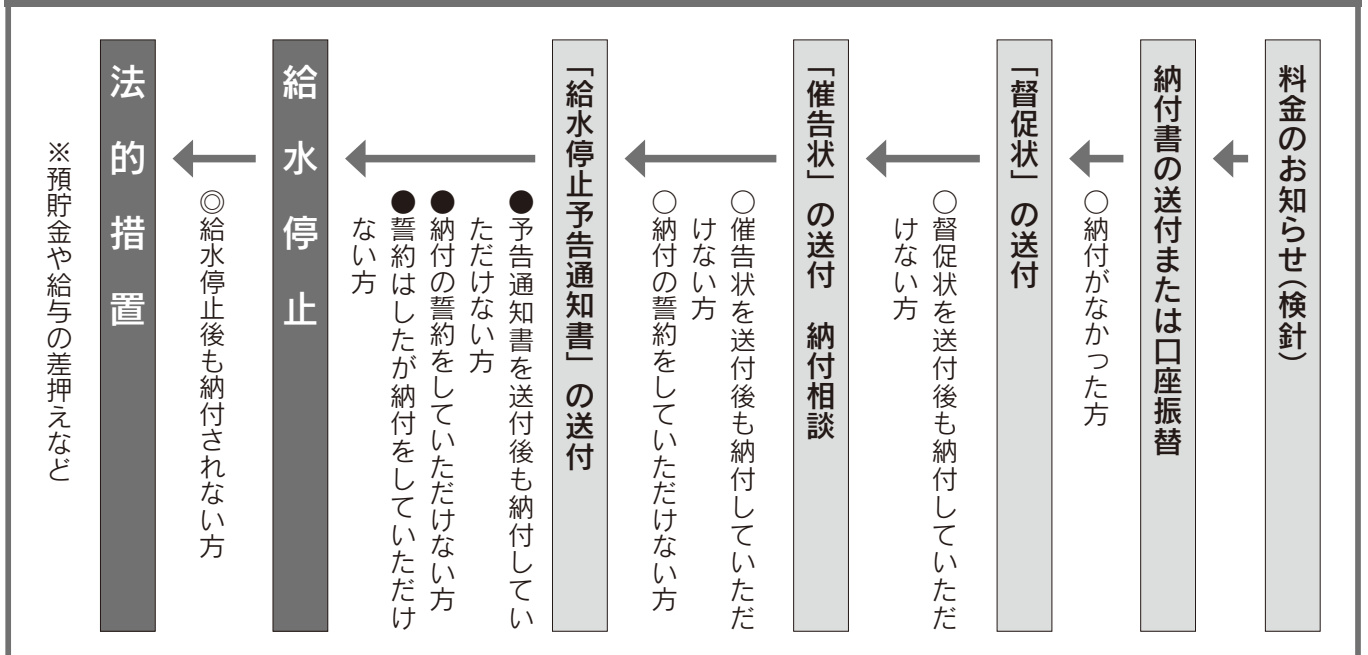 料金のお知らせ（検針）
納付書の送付または口座振替
○納付がなかった方
「督促状」の送付
○督促状を送付後も納付していただ
けない方
「催告状」の送付　納付相談
○催告状を送付後も納付していただ
けない方
○納付の誓約をしていただけない方
「給水停止予告通知書」の送付
●予告通知書を送付後も納付してい
ただけない方
●納付の誓約をしていただけない方
●誓約はしたが納付をしていただけ
ない方
給水停止
◎給水停止後も納付されない方
法的措置
※預貯金や給与の差押えなど